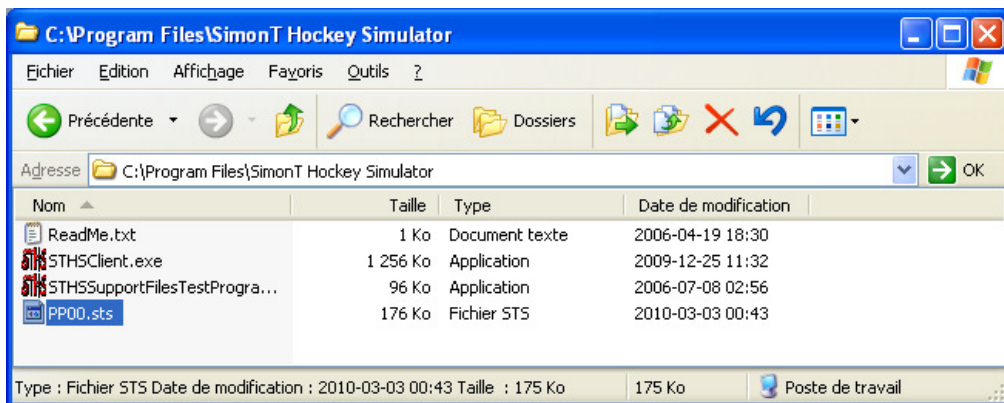 C:\Program Files\SimonT Hockey Simulator
Fichier Edition Affichage Favoris Outils ?
Précédente Rechercher Dossiers
Adresse C:\Program Files\SimonT Hockey Simulator OK
Nom Taille Type Date de modification
ReadMe.txt 1 Ko Document texte 2006-04-19 18:30
STHSClient.exe 1 256 Ko Application 2009-12-25 11:32
STHSSupportFilesTestProgra... 96 Ko Application 2006-07-08 02:56
PP00.sts 176 Ko Fichier STS 2010-03-03 00:43
Type : Fichier STS Date de modification : 2010-03-03 00:43 Taille : 175 Ko 175 Ko Poste de travail